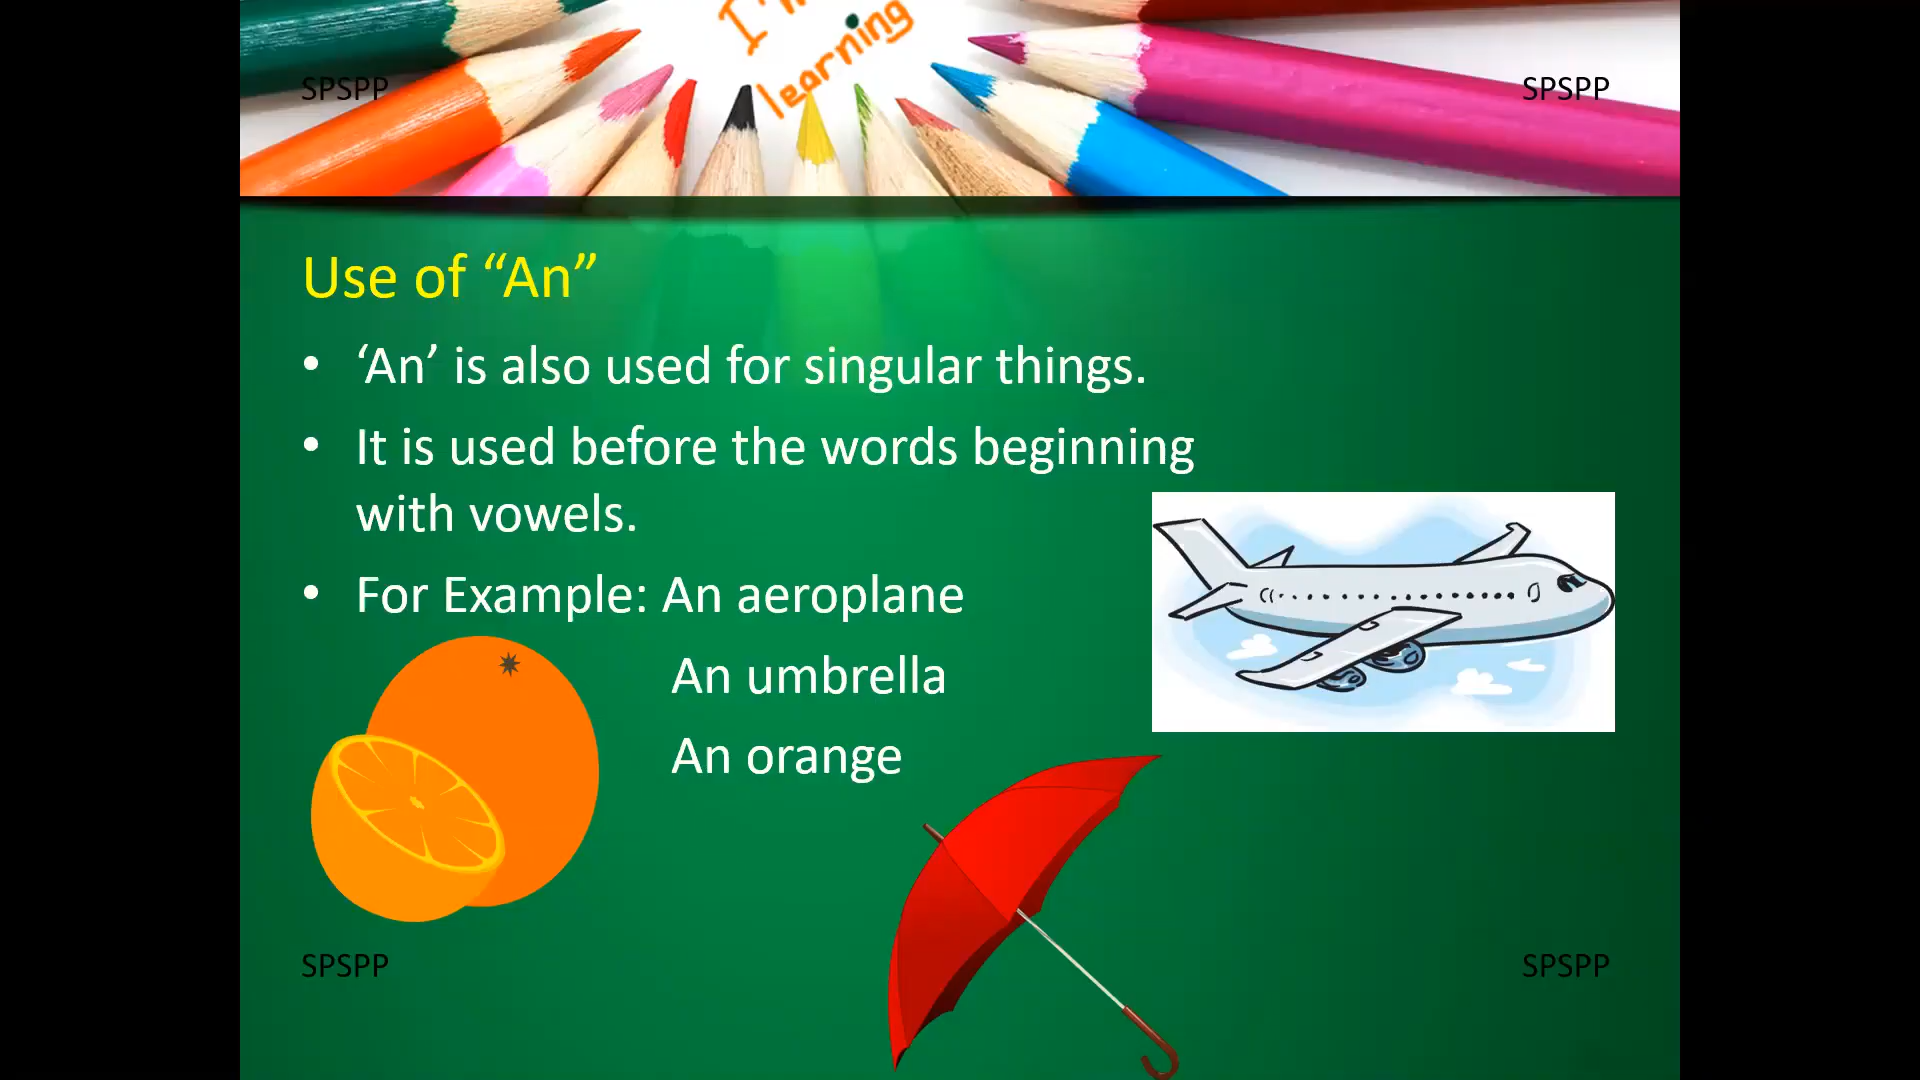 I'm
learning
SPSPP
SPSPP
Use of “An”
• ‘An’ is also used for singular things.
• It is used before the words beginning
with vowels.
• For Example: An aeroplane
An umbrella
An orange
SPSPP
SPSPP